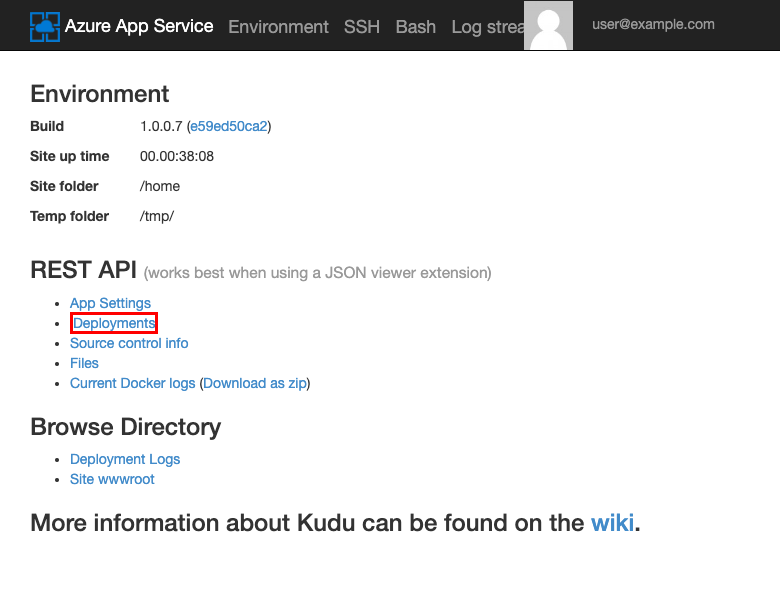 Azure App Service Environment SSH Bash Log strea user@example.com
Environment
Build 1.0.0.7 (e59ed50ca2)
Site up time 00.00:38:08
Site folder /home
Temp folder /tmp/
REST API (works best when using a JSON viewer extension)
• App Settings
• Deployments
• Source control info
• Files
• Current Docker logs (Download as zip)
Browse Directory
• Deployment Logs
• Site wwwroot
More information about Kudu can be found on the wiki.